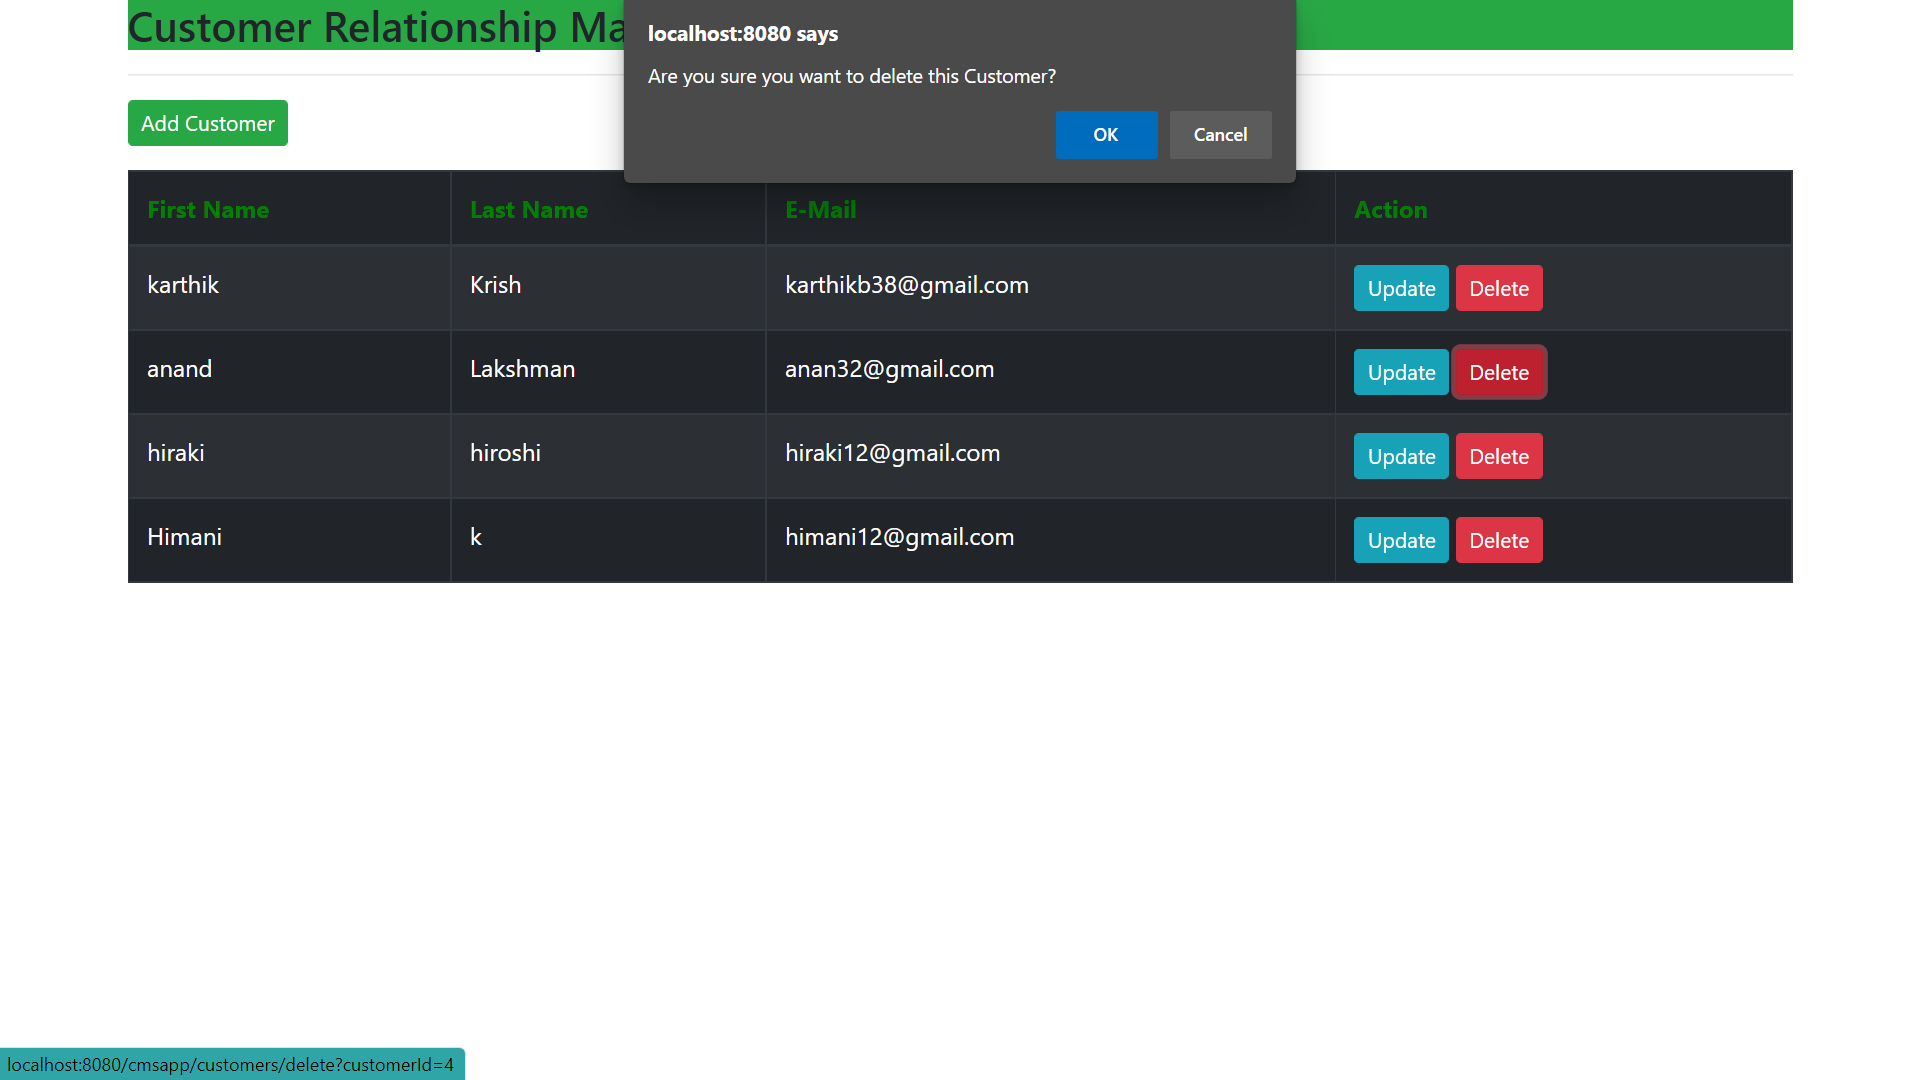 Customer Relationship Ma
localhost:8080 says
Are you sure you want to delete this Customer?
OK Cancel
Add Customer
First Name Last Name E-Mail Action
karthik Krish karthikb38@gmail.com Update Delete
anand Lakshman anan32@gmail.com Update Delete
hiraki hiroshi hiraki12@gmail.com Update Delete
Himani k himani12@gmail.com Update Delete
localhost:8080/cmsapp/customers/delete?customerId=4